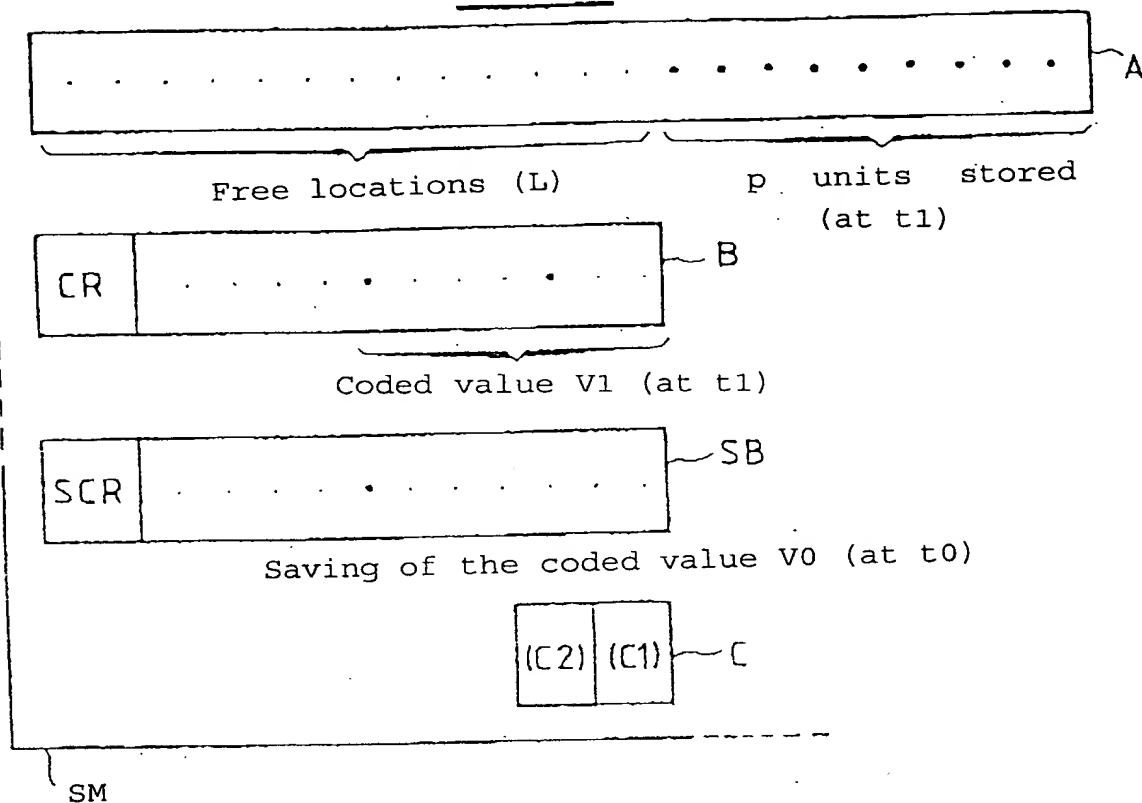 A
Free locations (L)
p units stored
(at t1)
CR
B
Coded value V1 (at t1)
SCR
SB
Saving of the coded value V0 (at t0)
(C2) (C1)
C
SM